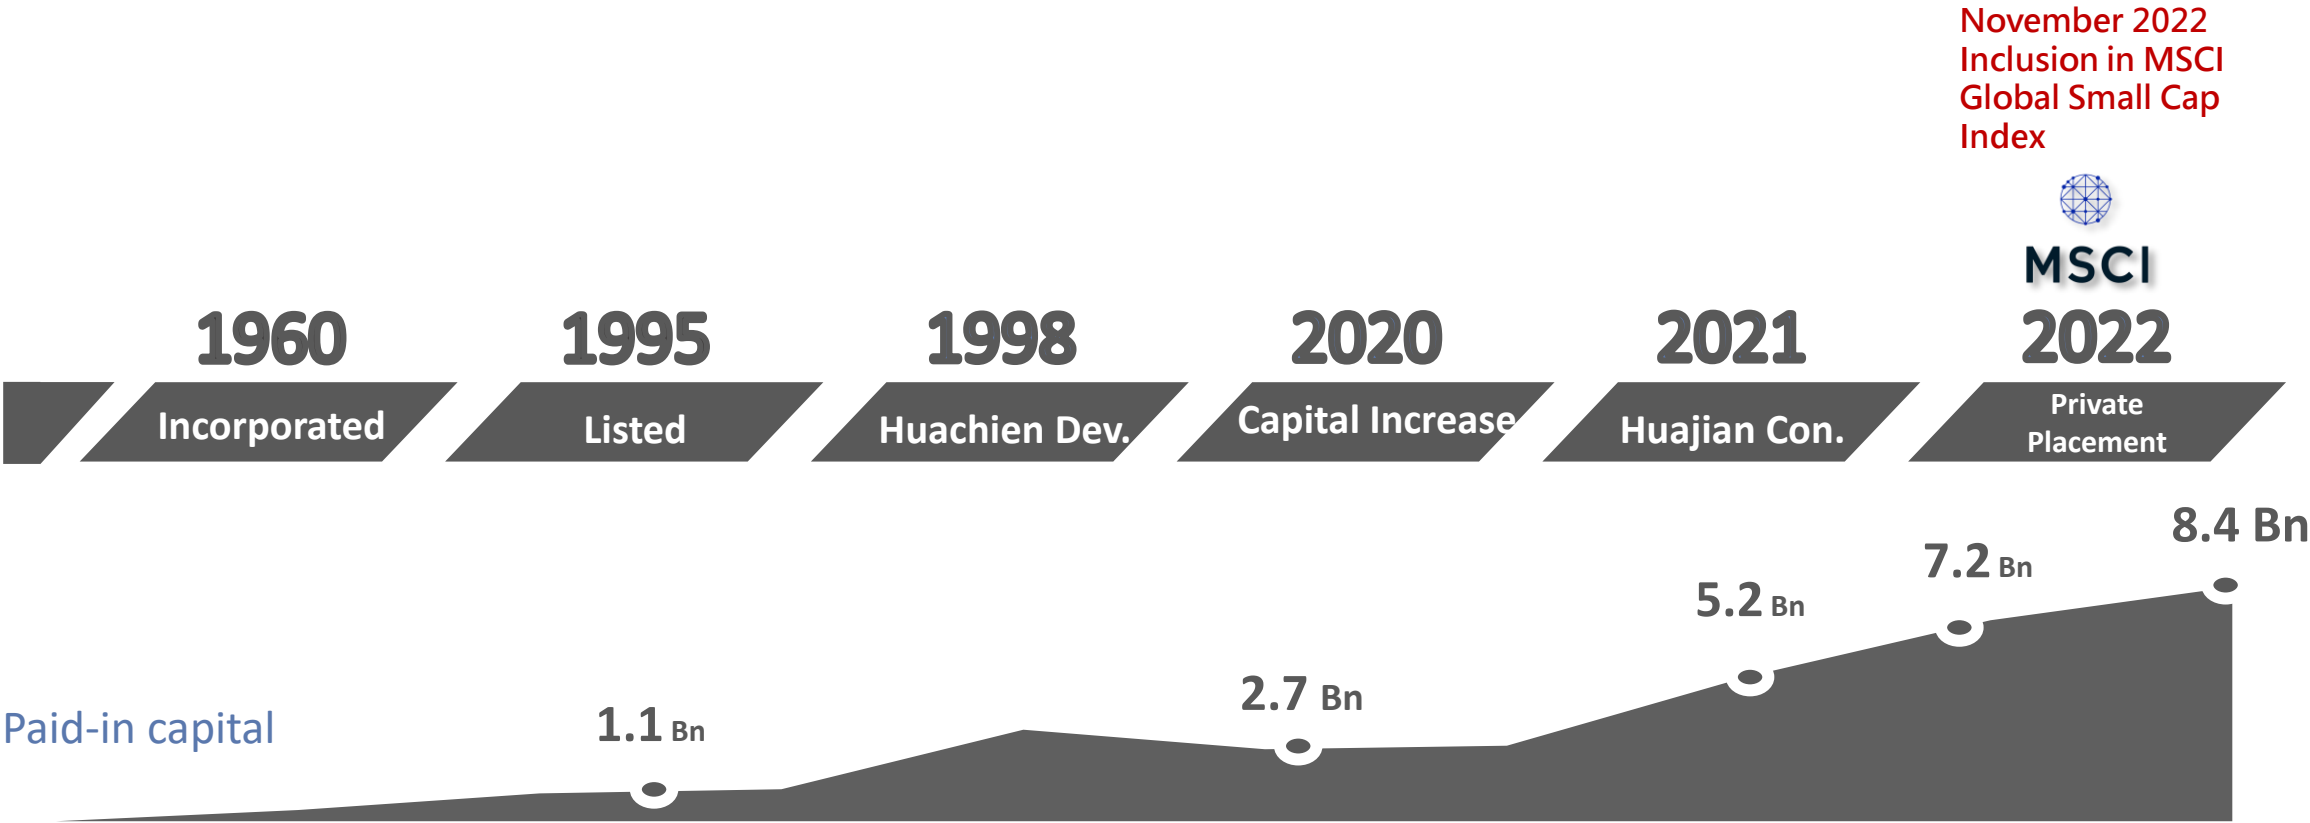 November 2022
Inclusion in MSCI
Global Small Cap
Index
MSCI
1960
1995
1998
2020
2021
2022
Incorporated
Listed
Huachien Dev.
Capital Increase
Huajian Con.
Private
Placement
8.4 Bn
7.2 Bn
5.2 Bn
2.7 Bn
1.1 Bn
Paid-in capital